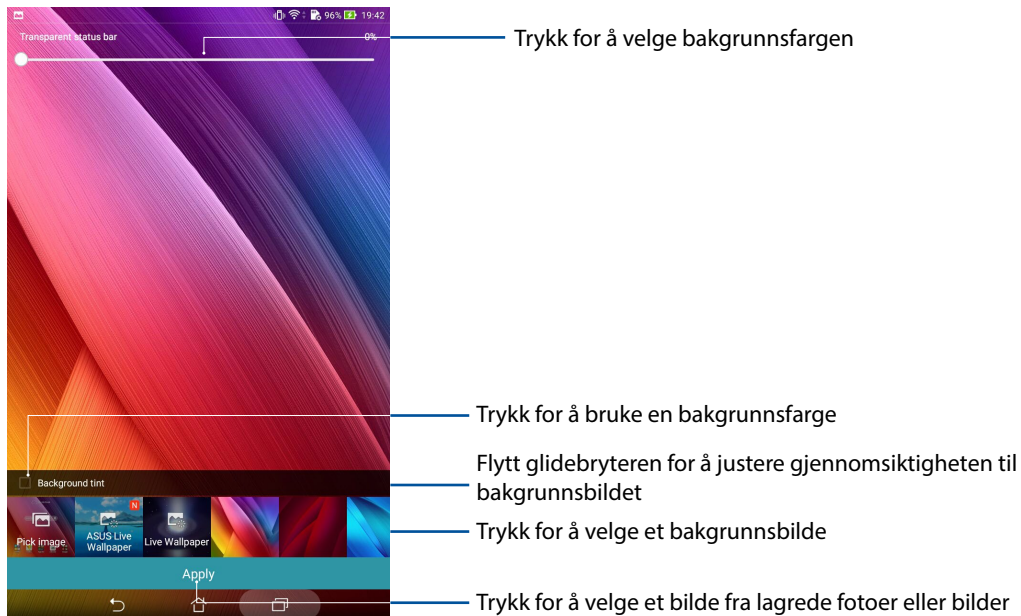 96% 19:42
Transparent status bar 0%
Trykk for å velge bakgrunnsfargen
Trykk for å bruke en bakgrunnsfarge
Flytt glidebryteren for å justere gjennomsiktigheten til
bakgrunnsbildet
Background tint
N
Pick image
ASUS Live
Wallpaper
Live Wallpaper
Trykk for å velge et bakgrunnsbilde
Apply
Trykk for å velge et bilde fra lagrede fotoer eller bilder